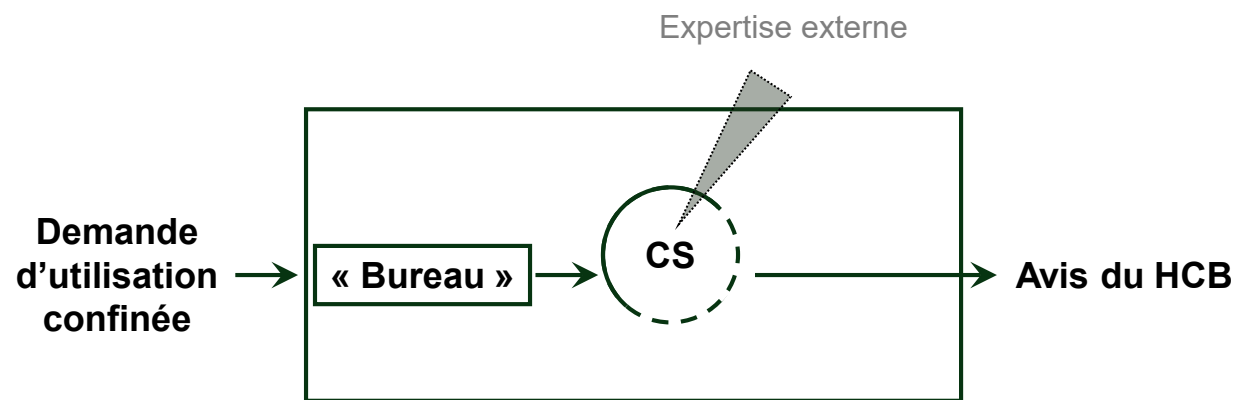 Expertise externe
Demande
d’utilisation
confinée
« Bureau »
CS
Avis du HCB